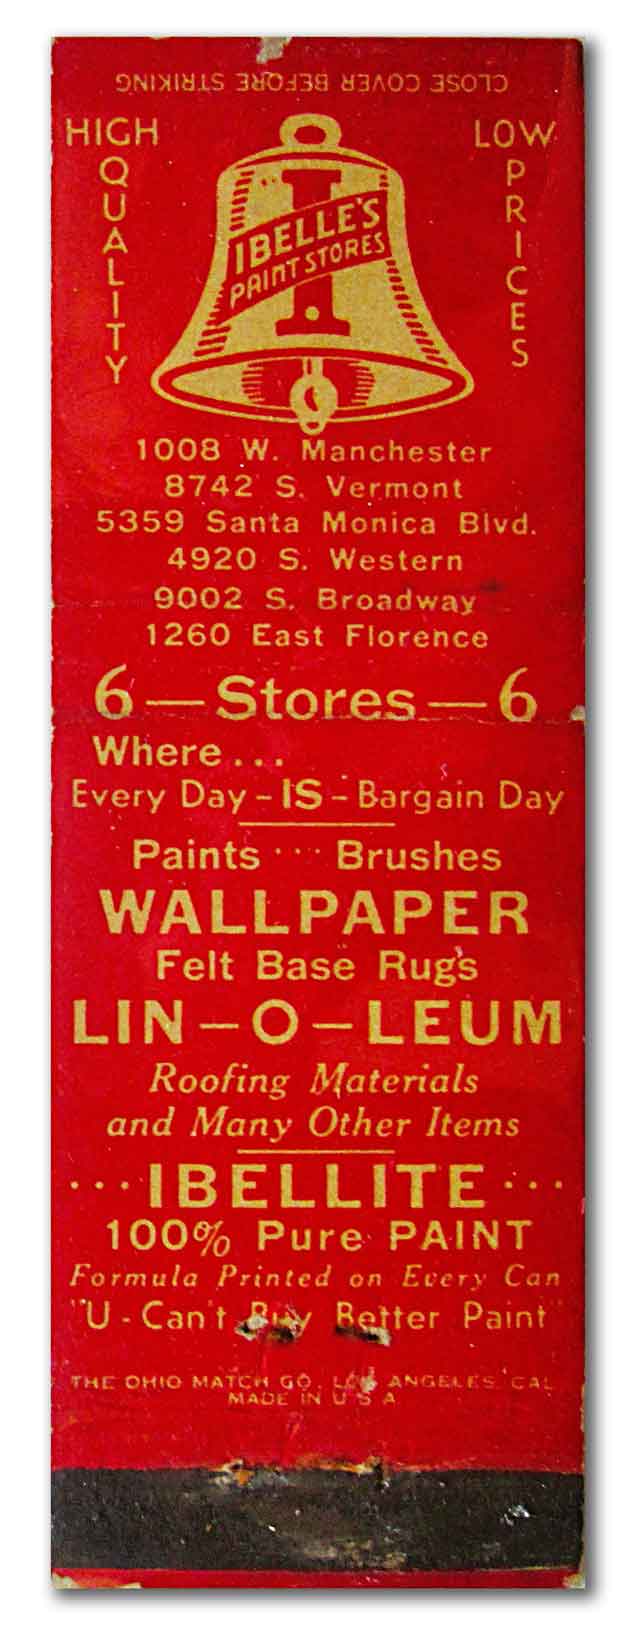 CLOSE COVER BEFORE STRIKING
HIGH QUALITY
LOW PRICES
I
IBELLE'S
PAINT STORES
1008 W. Manchester
8742 S. Vermont
5359 Santa Monica Blvd.
4920 S. Western
9002 S. Broadway
1260 East Florence
6 — Stores — 6
Where...
Every Day - IS - Bargain Day
Paints ··· Brushes
WALLPAPER
Felt Base Rugs
LIN — O — LEUM
Roofing Materials
and Many Other Items
···IBELLITE···
100% Pure PAINT
Formula Printed on Every Can
"U - Can't Buy Better Paint"
THE OHIO MATCH CO. LOS ANGELES, CAL.
MADE IN U S A